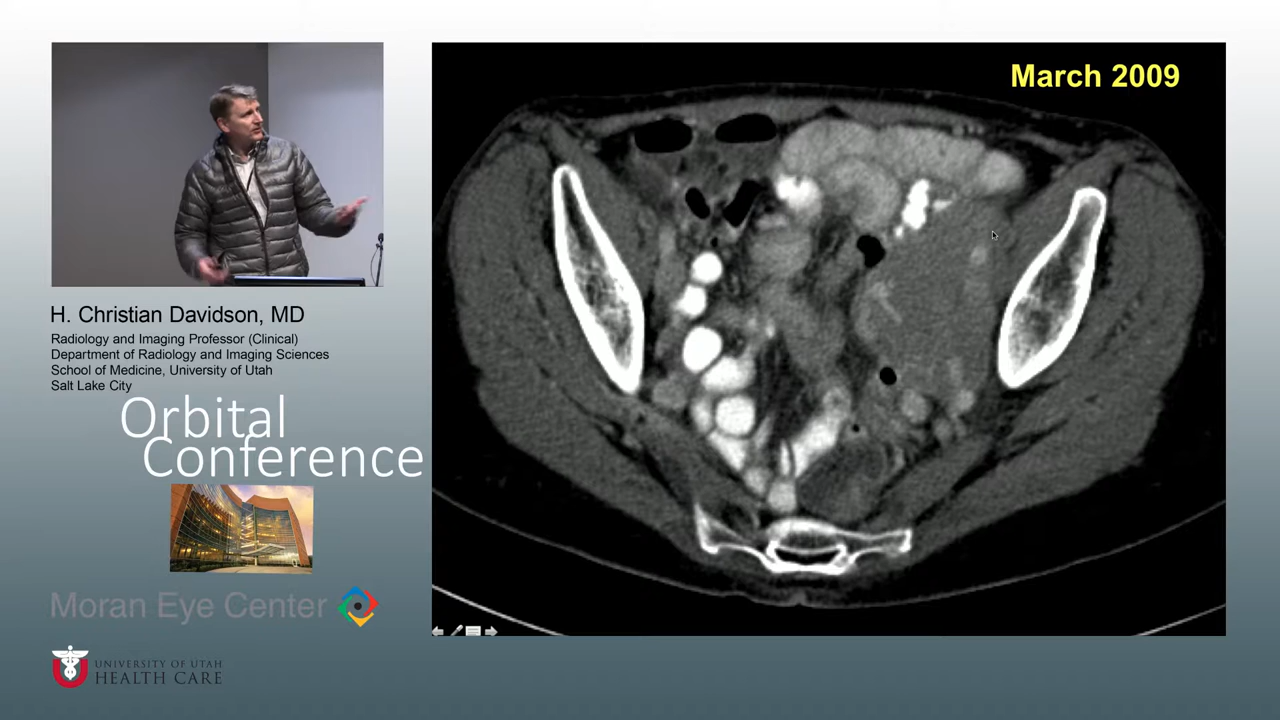 March 2009
H. Christian Davidson, MD
Radiology and Imaging Professor (Clinical)
Department of Radiology and Imaging Sciences
School of Medicine, University of Utah
Salt Lake City
Orbital
Conference
Moran Eye Center
UNIVERSITY OF UTAH
HEALTH CARE